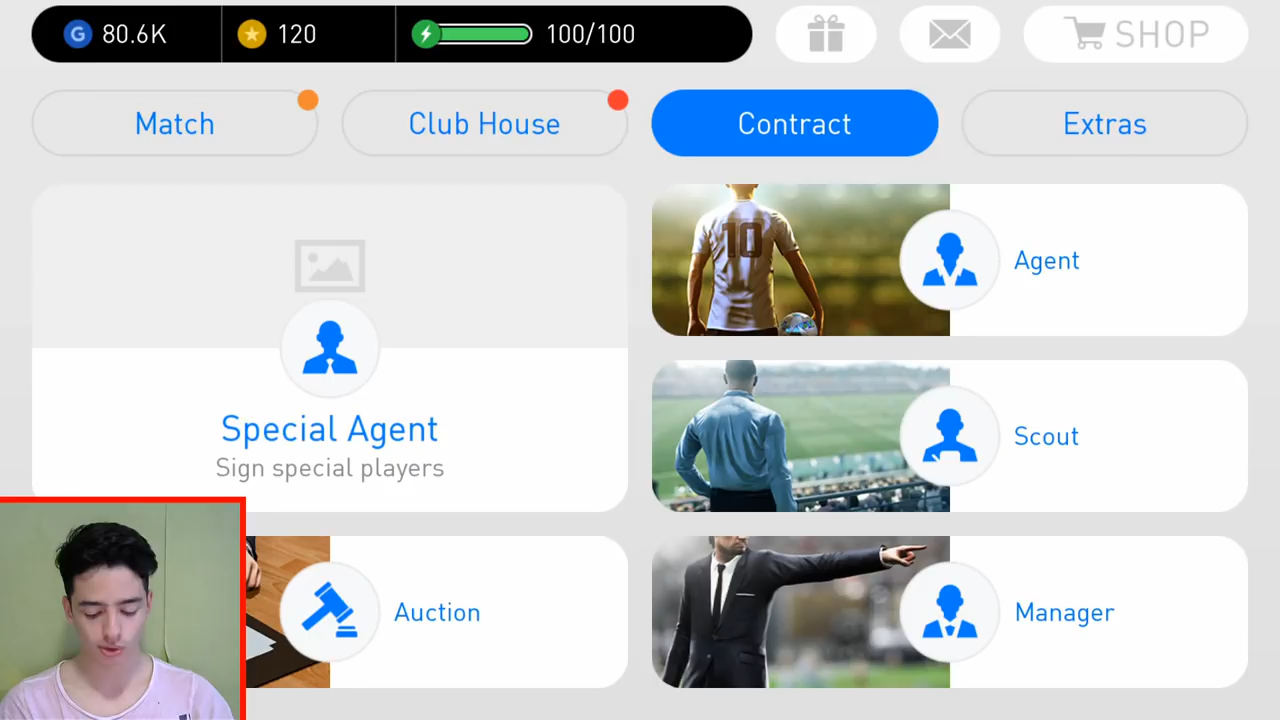 G 80.6K
120
100/100
SHOP
Match
Club House
Contract
Extras
Special Agent
Sign special players
10
Agent
Scout
Auction
Manager